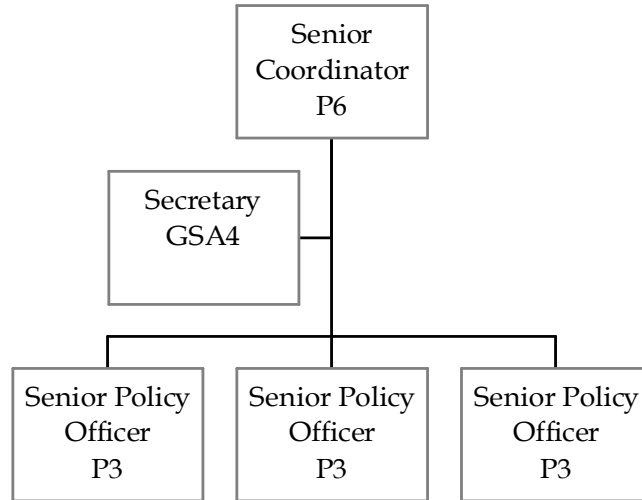 Senior
Coordinator
P6
Secretary
GSA4
Senior Policy
Officer
P3
Senior Policy
Officer
P3
Senior Policy
Officer
P3